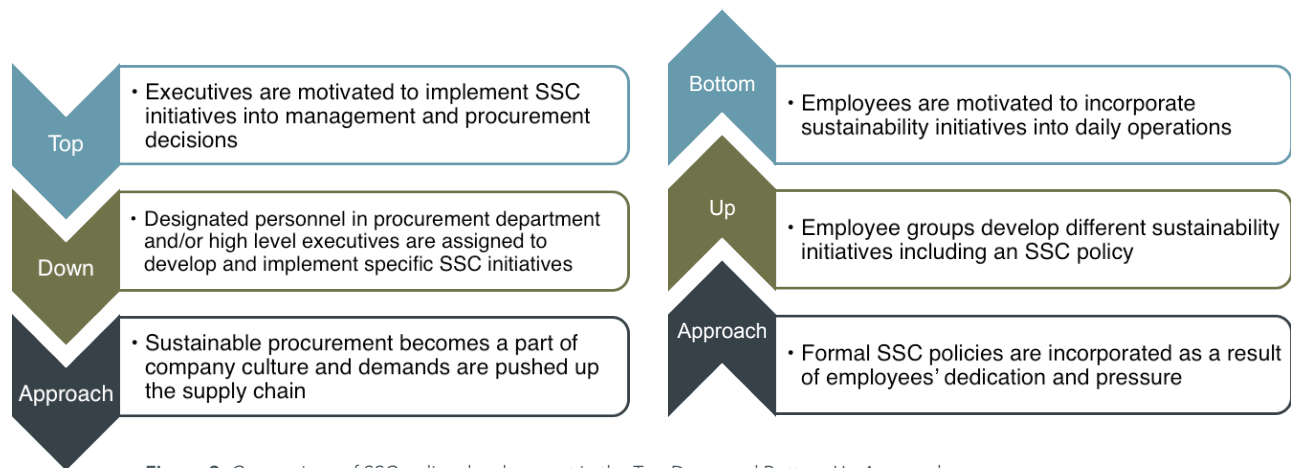 Top
• Executives are motivated to implement SSC
initiatives into management and procurement
decisions
Down
• Designated personnel in procurement department
and/or high level executives are assigned to
develop and implement specific SSC initiatives
Approach
• Sustainable procurement becomes a part of
company culture and demands are pushed up
the supply chain
Bottom
• Employees are motivated to incorporate
sustainability initiatives into daily operations
Up
• Employee groups develop different sustainability
initiatives including an SSC policy
Approach
• Formal SSC policies are incorporated as a result
of employees’ dedication and pressure